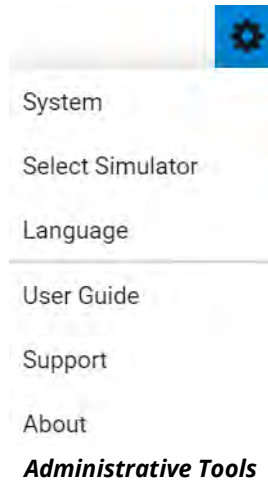 System
Select Simulator
Language
User Guide
Support
About
Administrative Tools